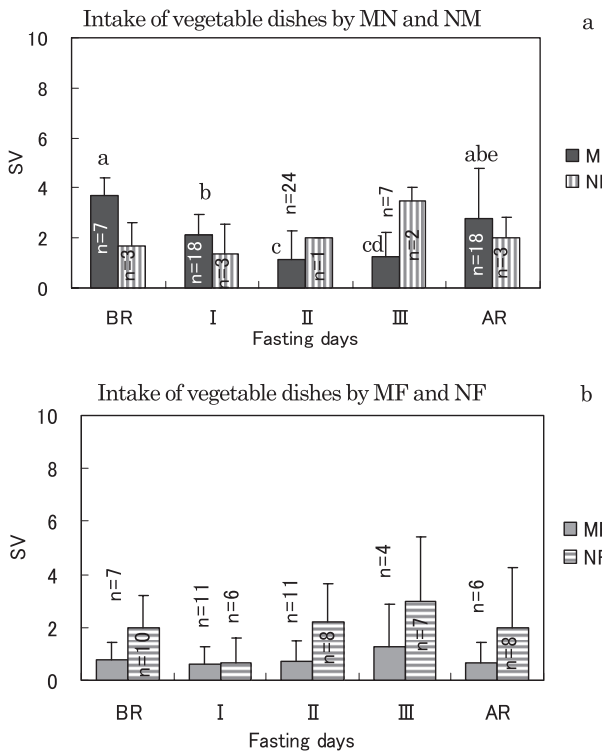 Intake of vegetable dishes by MN and NM
a
10
8
6
4
2
0
SV
a
b
c
cd
abe
n=7
n=3
n=18
n=3
n=24
n=1
n=7
n=2
n=18
n=3
BR I II III AR
Fasting days
Intake of vegetable dishes by MF and NF
b
10
8
6
4
2
0
SV
n=7
n=10
n=11
n=6
n=11
n=8
n=4
n=7
n=6
n=8
BR I II III AR
Fasting days
NF